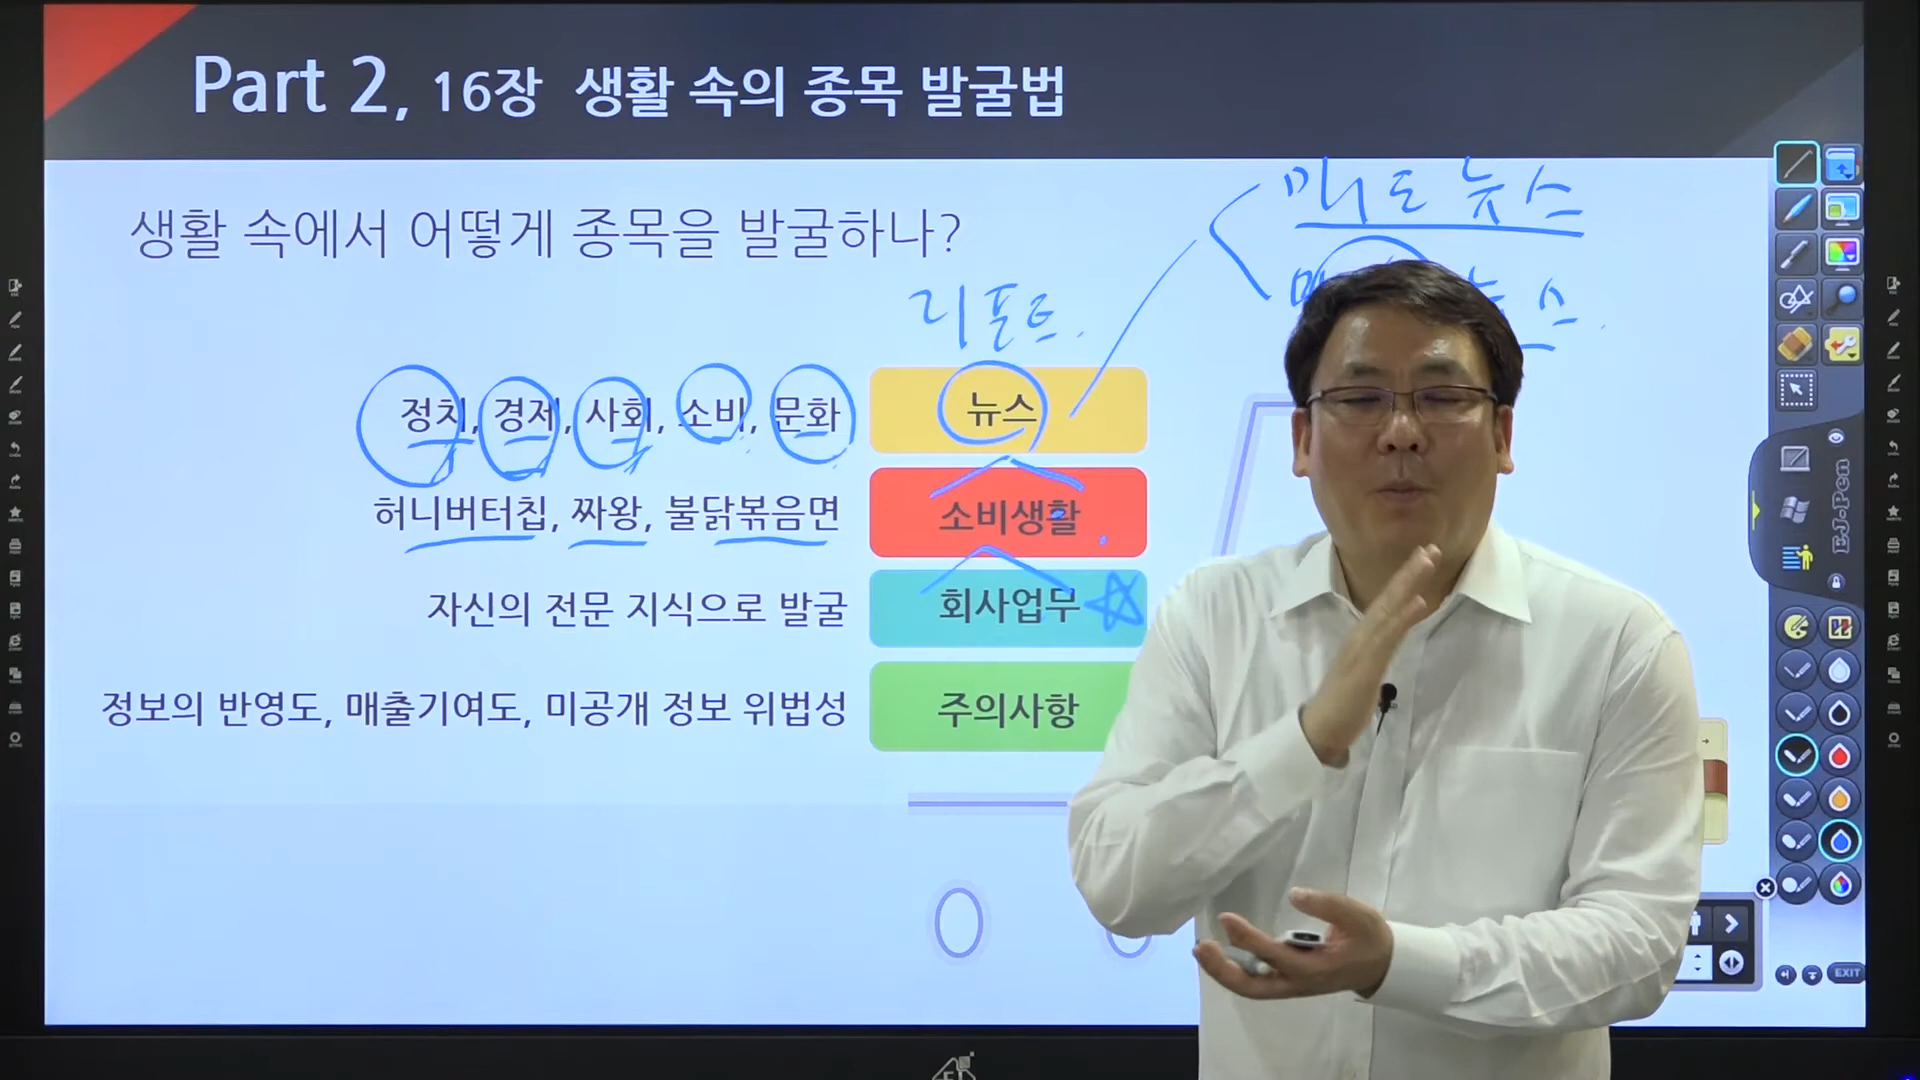 Part 2, 16장 생활 속의 종목 발굴법
생활 속에서 어떻게 종목을 발굴하나?
매도 뉴스
뉴스
리포트
정치, 경제, 사회, 소비, 문화 뉴스
허니버터칩, 짜왕, 불닭볶음면 소비생활
자신의 전문 지식으로 발굴 회사업무
정보의 반영도, 매출기여도, 미공개 정보 위법성 주의사항
E.J-Pen
EXIT